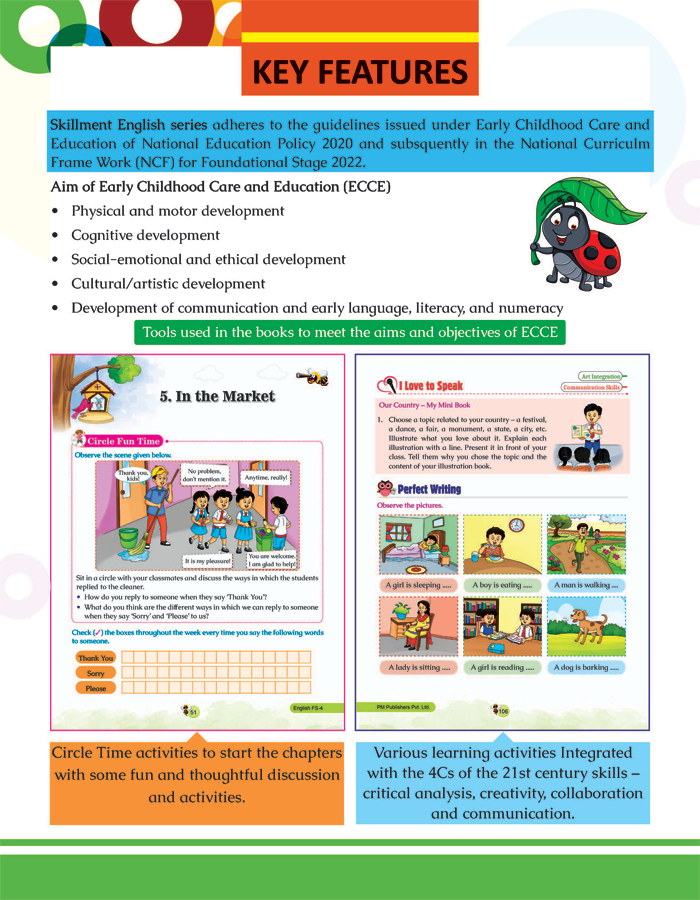 KEY FEATURES
Skillment English series adheres to the guidelines issued under Early Childhood Care and
Education of National Education Policy 2020 and subsquently in the National Curriculm
Frame Work (NCF) for Foundational Stage 2022.
Aim of Early Childhood Care and Education (ECCE)
• Physical and motor development
• Cognitive development
• Social-emotional and ethical development
• Cultural/artistic development
• Development of communication and early language, literacy, and numeracy
Tools used in the books to meet the aims and objectives of ECCE
5. In the Market
Circle Fun Time
Observe the scene given below.
Thank you,
kids!
No problem,
don't mention it.
Anytime, really!
It is my pleasure!
You are welcome.
I am glad to help!
Sit in a circle with your classmates and discuss the ways in which the students
replied to the cleaner.
• How do you reply to someone when they say 'Thank You'?
• What do you think are the different ways in which we can reply to someone
when they say 'Sorry' and 'Please' to us?
Check (✓) the boxes throughout the week every time you say the following words
to someone.
Thank You
Sorry
Please
51
English FS-4
Art Integration
Communication Skills
I Love to Speak
Our Country – My Mini Book
1. Choose a topic related to your country – a festival,
a dance, a fair, a monument, a state, a city, etc.
Illustrate what you love about it. Explain each
illustration with a line. Present it in front of your
class. Tell them why you chose the topic and the
content of your illustration book.
Perfect Writing
Observe the pictures.
A girl is sleeping .....
A boy is eating .....
A man is walking ....
A lady is sitting ....
A girl is reading .....
A dog is barking .....
PM Publishers Pvt. Ltd.
106
Circle Time activities to start the chapters
with some fun and thoughtful discussion
and activities.
Various learning activities Integrated
with the 4Cs of the 21st century skills –
critical analysis, creativity, collaboration
and communication.